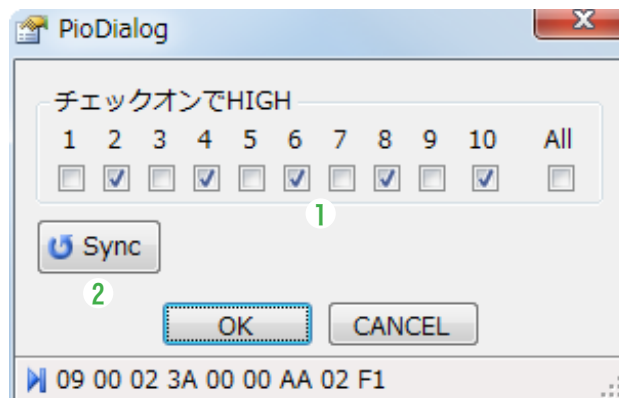 PioDialog
チェックオンでHIGH
1 2 3 4 5 6 7 8 9 10 All
1
Sync
2
OK CANCEL
09 00 02 3A 00 00 AA 02 F1